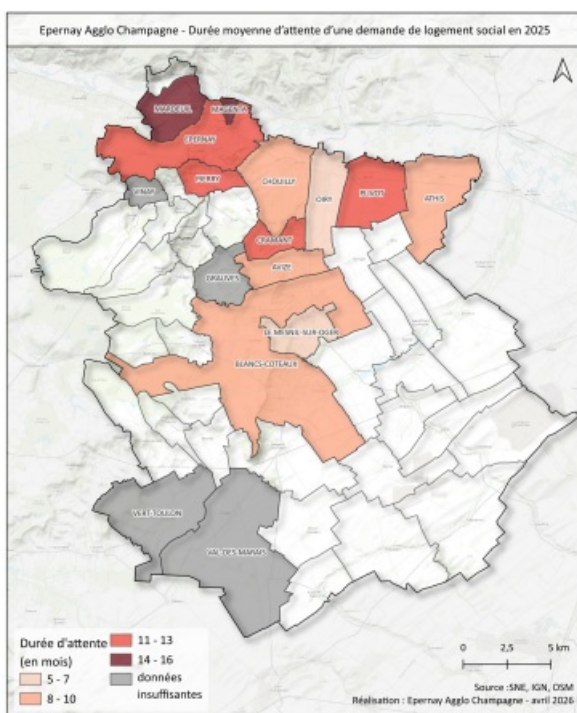 Epernay Agglo Champagne - Durée moyenne d'attente d'une demande de logement social en 2025
MARDEUIL
MAGENTA
EPERNAY
PIERRY
VINAY
CHOUILLY
OIRY
PLIVOT
ATHIS
CRAMANT
AVIZE
GRAUVES
LE MESNIL-SUR-OGER
BLANCS-COTEAUX
VERT-TOULON
VAL-DES-MARAIS
Durée d'attente
(en mois)
5 - 7
8 - 10
11 - 13
14 - 16
données
insuffisantes
0 2,5 5 km
Source :SNE, IGN, OSM
Réalisation : Epernay Agglo Champagne - avril 2026